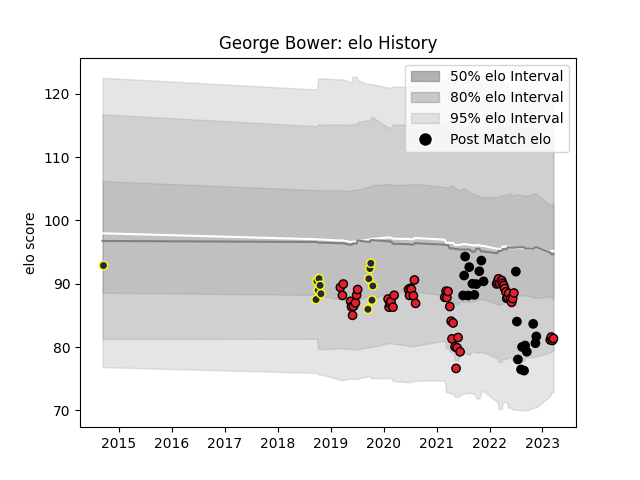 George Bower: elo History
50% elo Interval
80% elo Interval
95% elo Interval
Post Match elo
elo score
120
110
100
90
80
70
2015 2016 2017 2018 2019 2020 2021 2022 2023